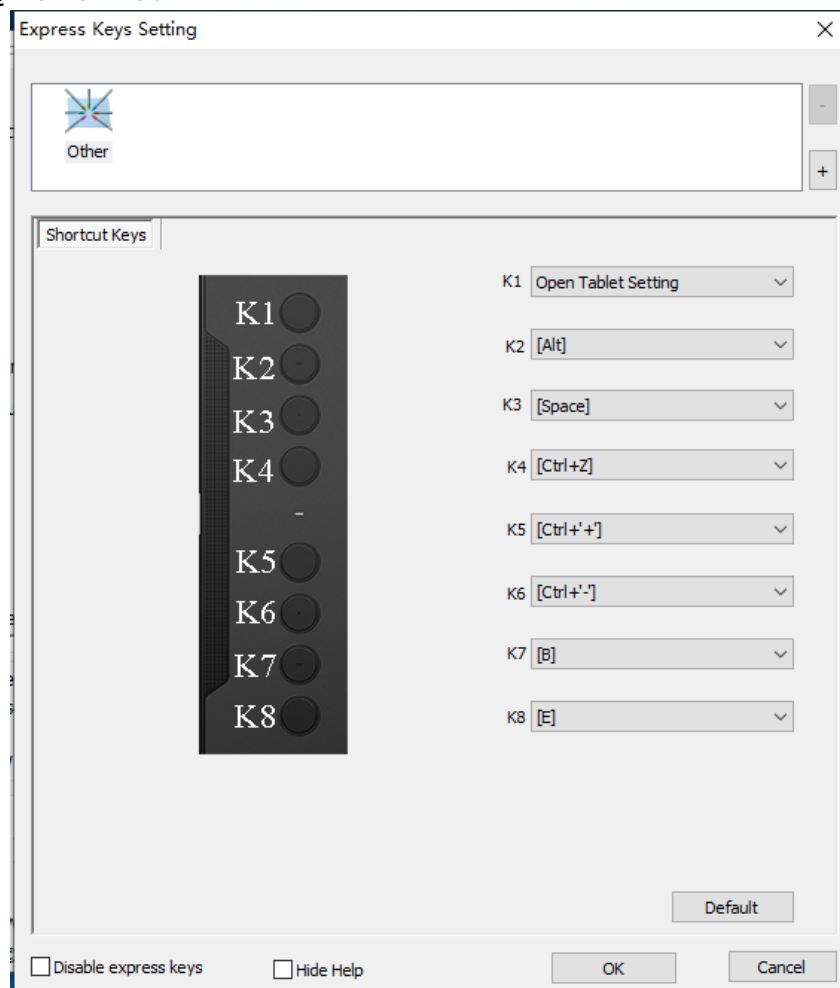 Express Keys Setting
-
Other
+
Shortcut Keys
K1
K2
K3
K4
K5
K6
K7
K8
K1 Open Tablet Setting
K2 [Alt]
K3 [Space]
K4 [Ctrl+Z]
K5 [Ctrl+'+']
K6 [Ctrl+'-']
K7 [B]
K8 [E]
Default
Disable express keys Hide Help OK Cancel